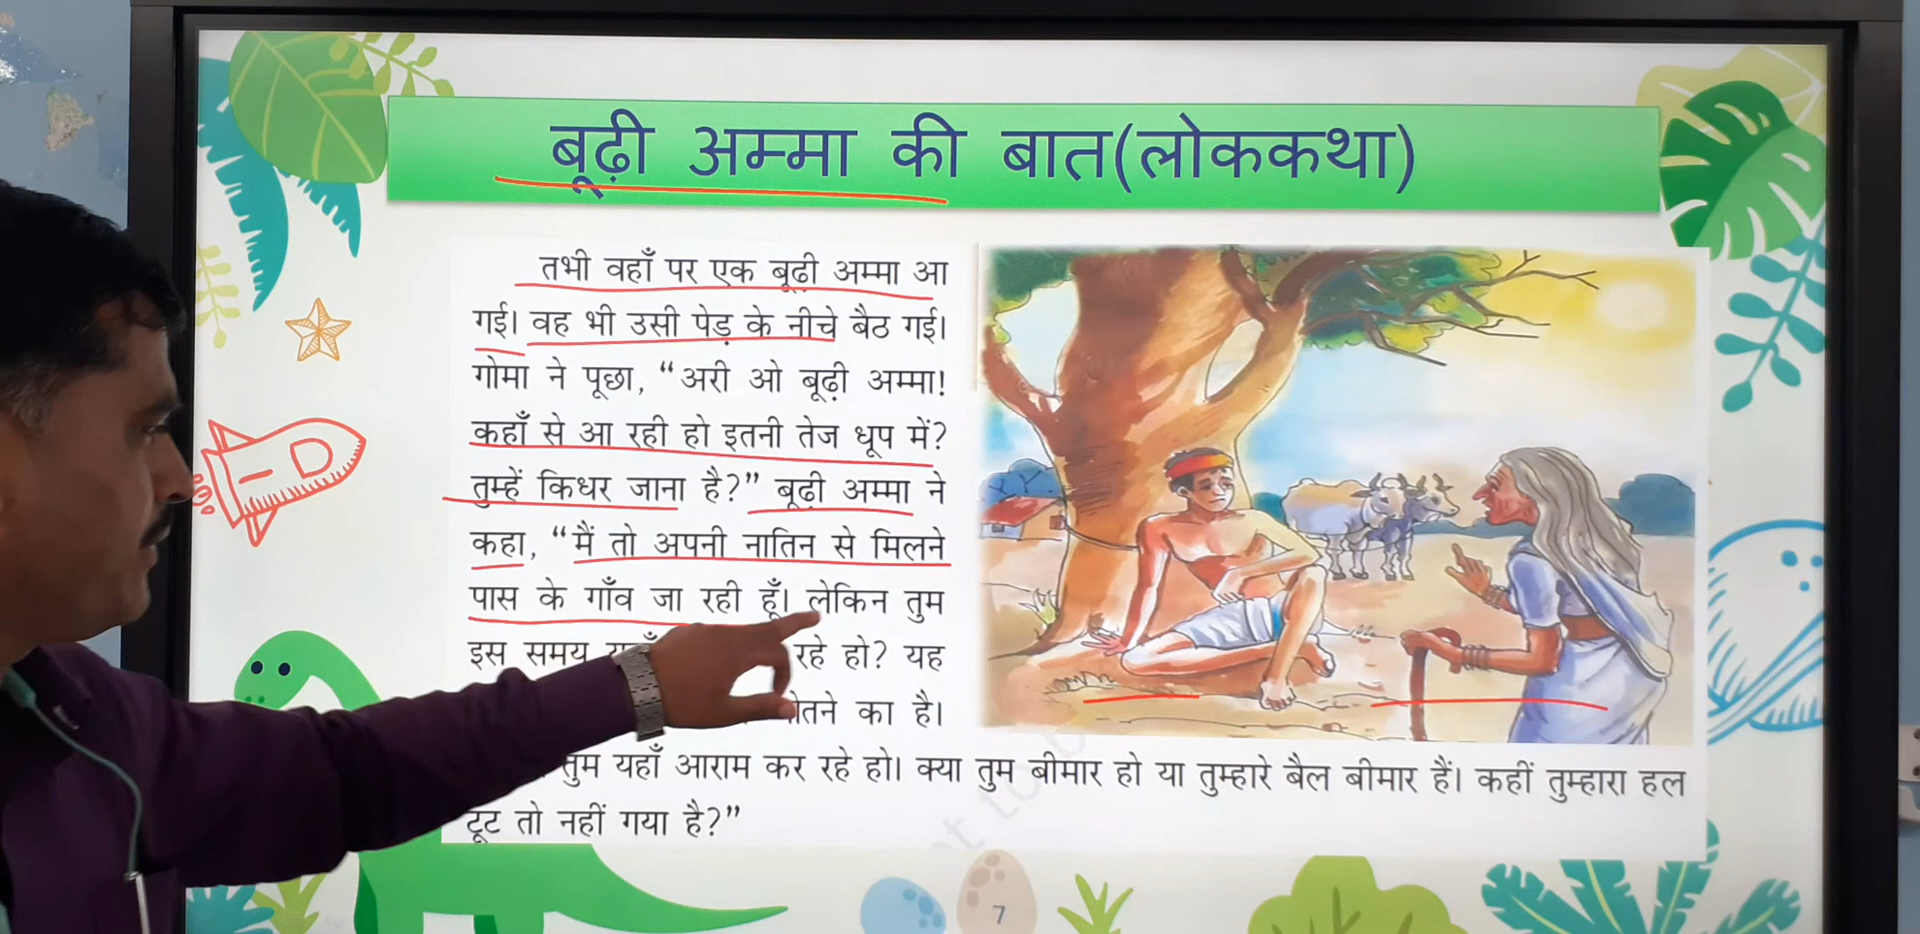 बूढ़ी अम्मा की बात(लोककथा)
तभी वहाँ पर एक बूढ़ी अम्मा आ
गई। वह भी उसी पेड़ के नीचे बैठ गई।
गोमा ने पूछा, “अरी ओ बूढ़ी अम्मा!
कहाँ से आ रही हो इतनी तेज धूप में?
तुम्हें किधर जाना है?” बूढ़ी अम्मा ने
कहा, “मैं तो अपनी नातिन से मिलने
पास के गाँव जा रही हूँ। लेकिन तुम
इस समय रहे हो? यह
का है।
तुम यहाँ आराम कर रहे हो। क्या तुम बीमार हो या तुम्हारे बैल बीमार हैं। कहीं तुम्हारा हल
टूट तो नहीं गया है?”
7